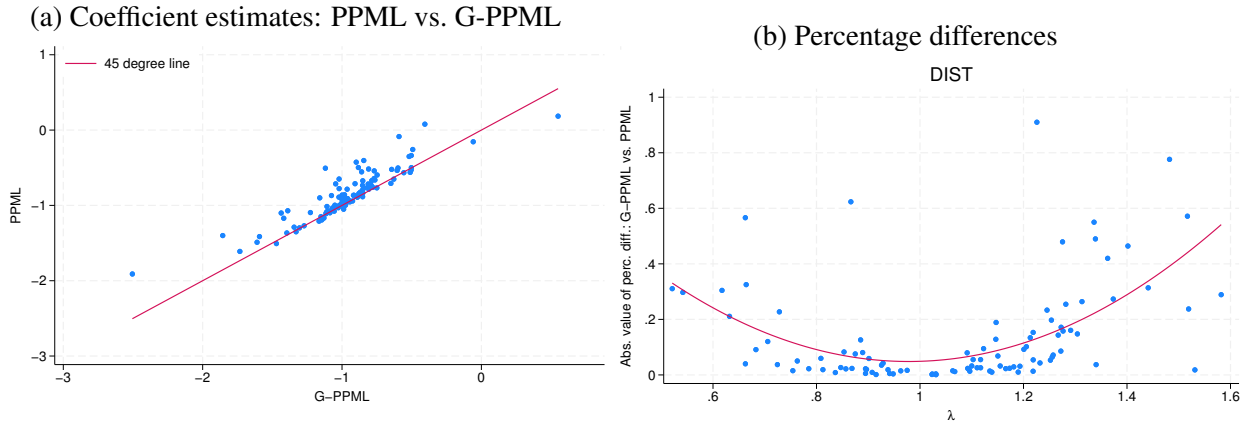 (a) Coefficient estimates: PPML vs. G-PPML
45 degree line
PPML
1
0
−1
−2
−3
−3
−2
−1
0
G−PPML
(b) Percentage differences
DIST
Abs. value of perc. diff.: G−PPML vs. PPML
1
.8
.6
.4
.2
0
.6
.8
1
1.2
1.4
1.6
λ